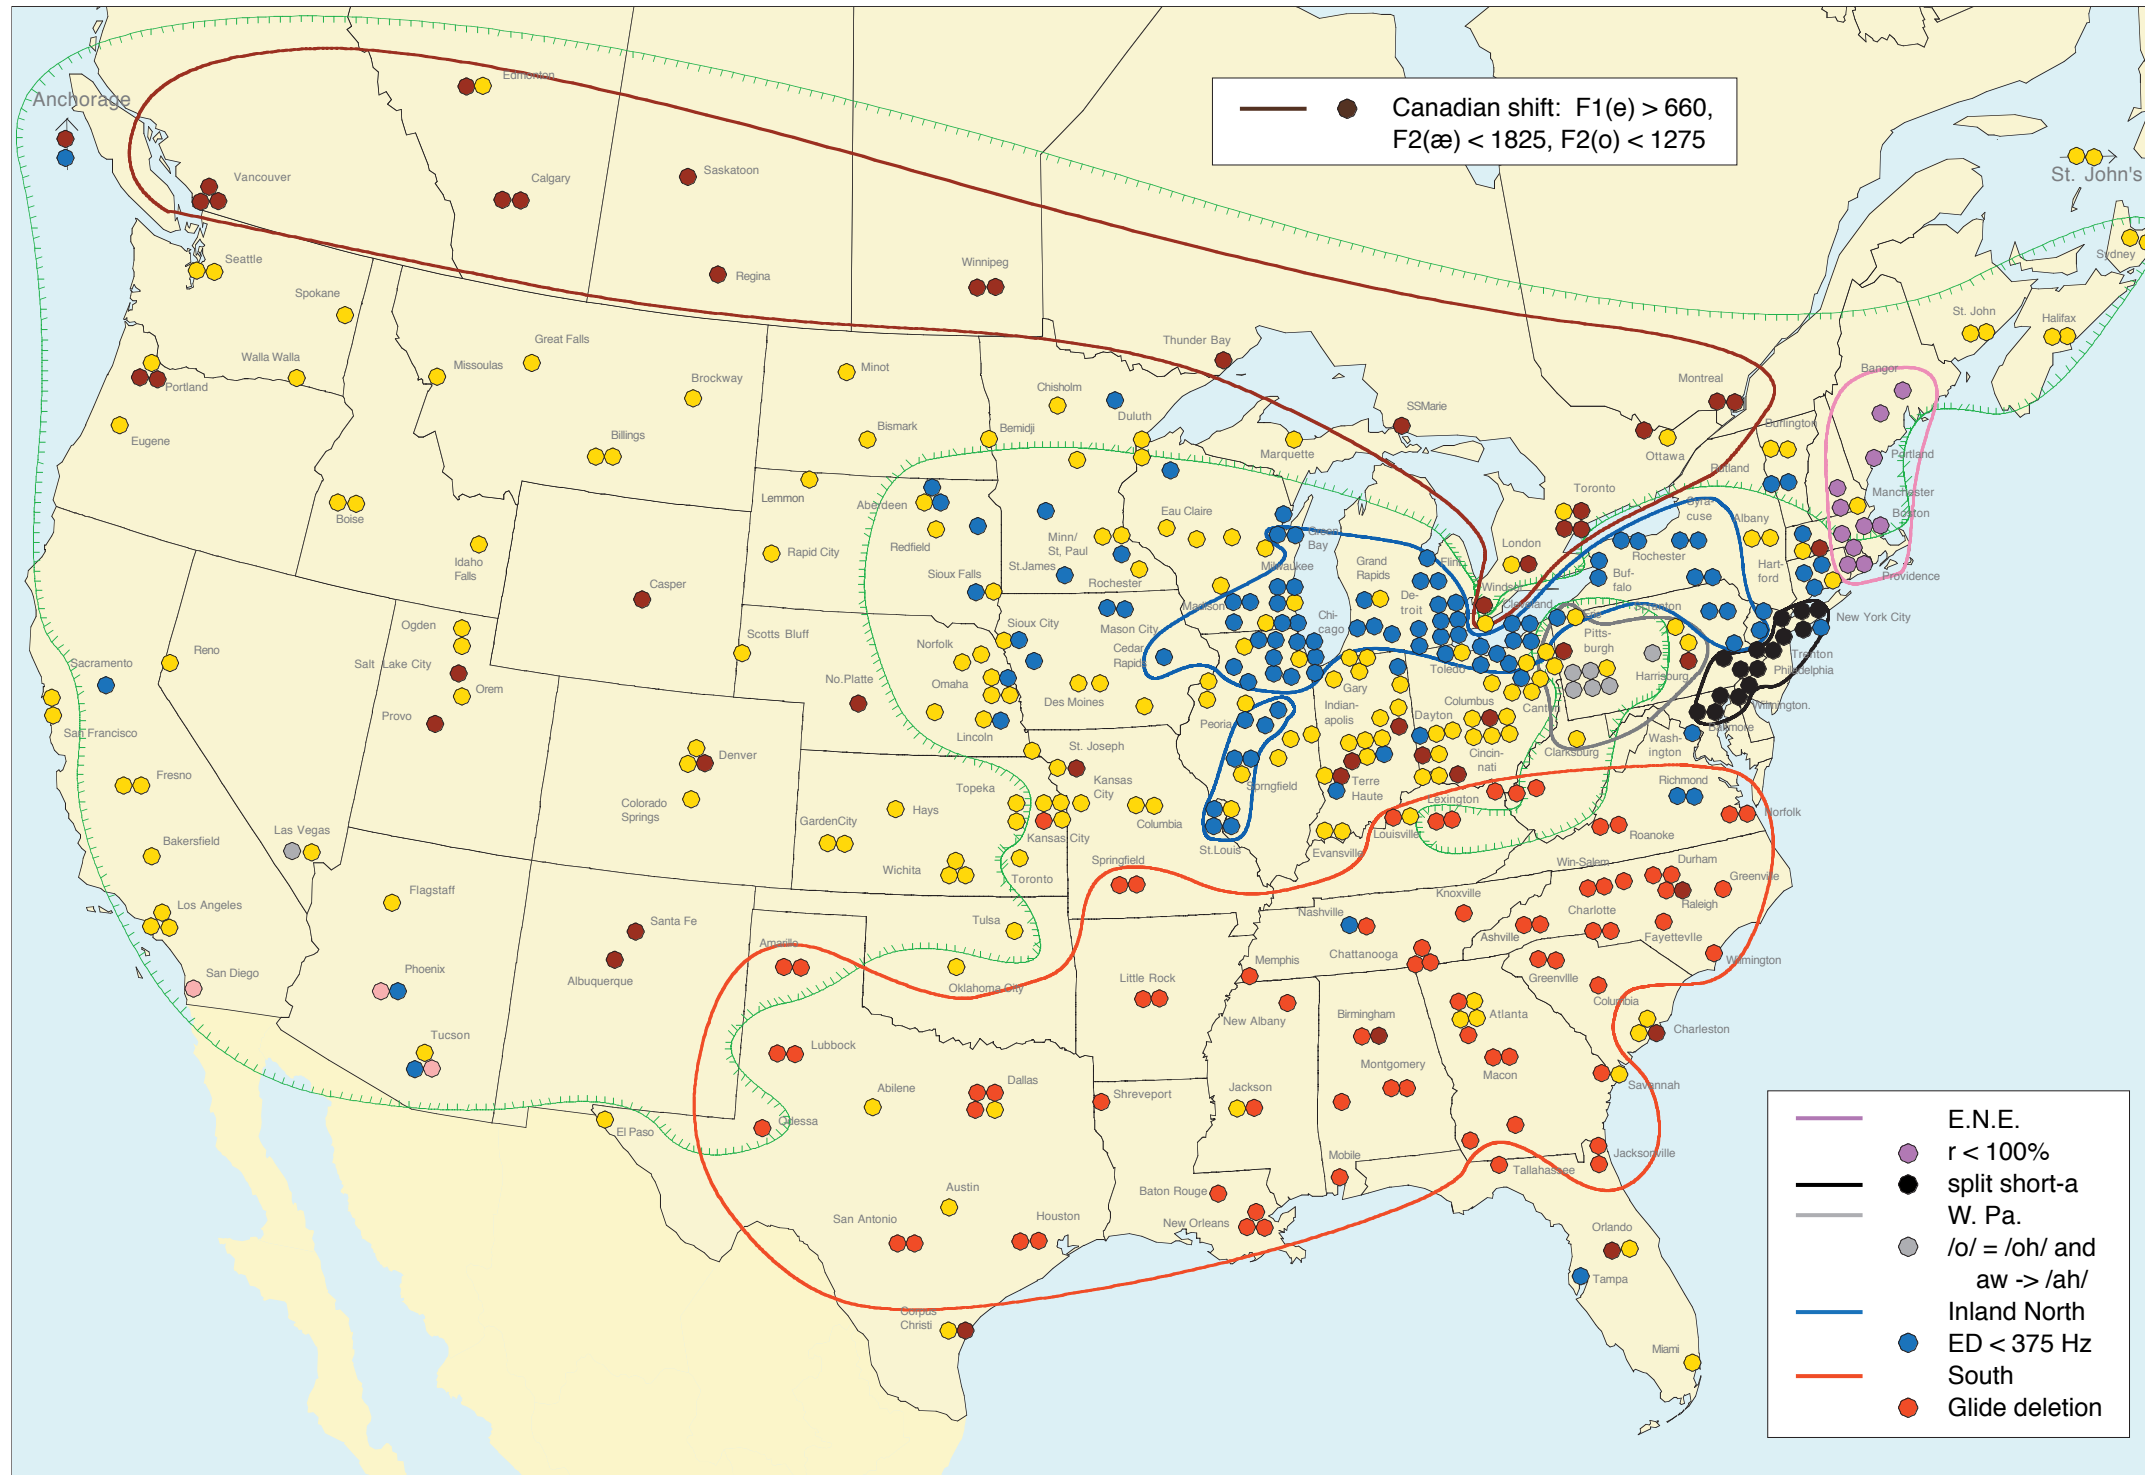 Edmonton
Anchorage
Canadian shift: F1(e) > 660,
F2(æ) < 1825, F2(o) < 1275
Vancouver
Calgary
Saskatoon
St. John's
Seattle
Regina
Winnipeg
Sydney
Spokane
Great Falls
Thunder Bay
St. John
Halifax
Walla Walla
Missoulas
Minot
Portland
Brockway
Chisholm
Montreal
Bangor
Eugene
Billings
Bismark
Bemidji
Duluth
SSMarie
Burlington
Marquette
Ottawa
Rutland
Portland
Lemmon
Aberdeen
Eau Claire
Toronto
Syra-
cuse
Manchester
Boise
Redfield
Minn/
St, Paul
Green
Bay
Albany
Boston
Idaho
Falls
Rapid City
St.James
Milwaukee
Grand
Rapids
Flint
London
Rochester
Buf-
falo
Hart-
ford
Providence
Casper
Sioux Falls
Rochester
Madison
De-
troit
Windsor
Cleveland
Erie
Scranton
New York City
Ogden
Scotts Bluff
Norfolk
Sioux City
Mason City
Chi-
cago
Pitts-
burgh
Trenton
Sacramento
Reno
Salt Lake City
Orem
No.Platte
Omaha
Cedar
Rapids
Toledo
Harrisburg
Philadelphia
Provo
Lincoln
Des Moines
Peoria
Gary
Indian-
apolis
Dayton
Columbus
Canton
Wilmington.
San Francisco
Denver
St. Joseph
Springfield
Cincin-
nati
Clarksburg
Wash-
ington
Baltimore
Fresno
Colorado
Springs
Hays
Topeka
Kansas
City
Columbia
Terre
Haute
Lexington
Richmond
Bakersfield
Las Vegas
GardenCity
Kansas City
St.Louis
Evansville
Louisville
Roanoke
Norfolk
Flagstaff
Wichita
Toronto
Springfield
Win-Salem
Durham
Los Angeles
Santa Fe
Amarillo
Tulsa
Nashville
Knoxville
Charlotte
Raleigh
Greenville
San Diego
Phoenix
Albuquerque
Oklahoma City
Little Rock
Memphis
Chattanooga
Ashville
Greenville
Fayettevlle
Wilmington
Tucson
Lubbock
New Albany
Birmingham
Atlanta
Columbia
Charleston
El Paso
Odessa
Abilene
Dallas
Shreveport
Jackson
Montgomery
Macon
Savannah
Austin
San Antonio
Houston
Baton Rouge
New Orleans
Mobile
Tallahassee
Jacksonville
Corpus
Christi
Orlando
Tampa
Miami
E.N.E.
r < 100%
split short-a
W. Pa.
/o/ = /oh/ and
aw -> /ah/
Inland North
ED < 375 Hz
South
Glide deletion